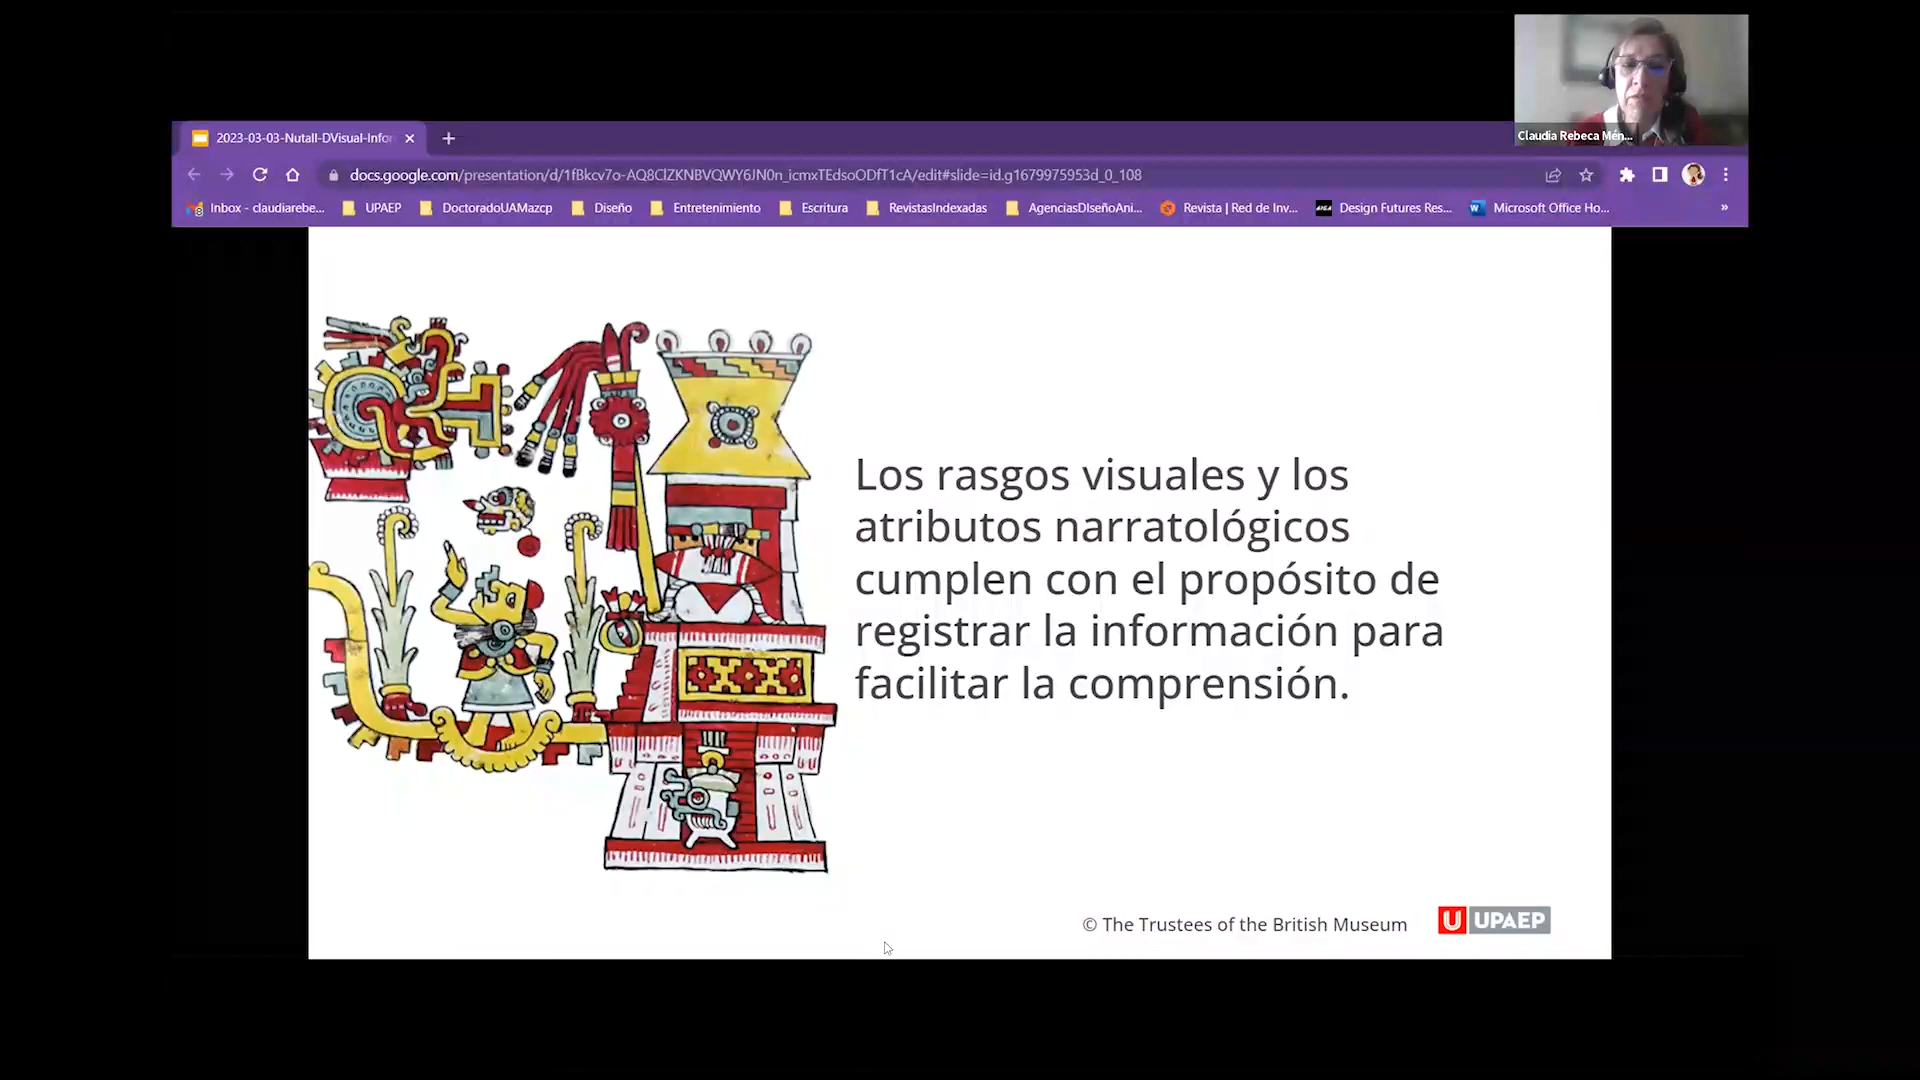 Claudia Rebeca Mén...
2023-03-03-Nutall-DVisual-Infor
docs.google.com/presentation/d/1fBkcv7o-AQ8ClZKNBVQWY6JN0n_icmxTEdsoODfT1cA/edit#slide=id.g1679975953d_0_108
Inbox - claudiarebe... UPAEP DoctoradoUAMazcp Diseño Entretenimiento Escritura RevistasIndexadas AgenciasDIseñoAni... Revista | Red de Inv... Design Futures Res... Microsoft Office Ho... »
Los rasgos visuales y los
atributos narratológicos
cumplen con el propósito de
registrar la información para
facilitar la comprensión.
© The Trustees of the British Museum
U UPAEP